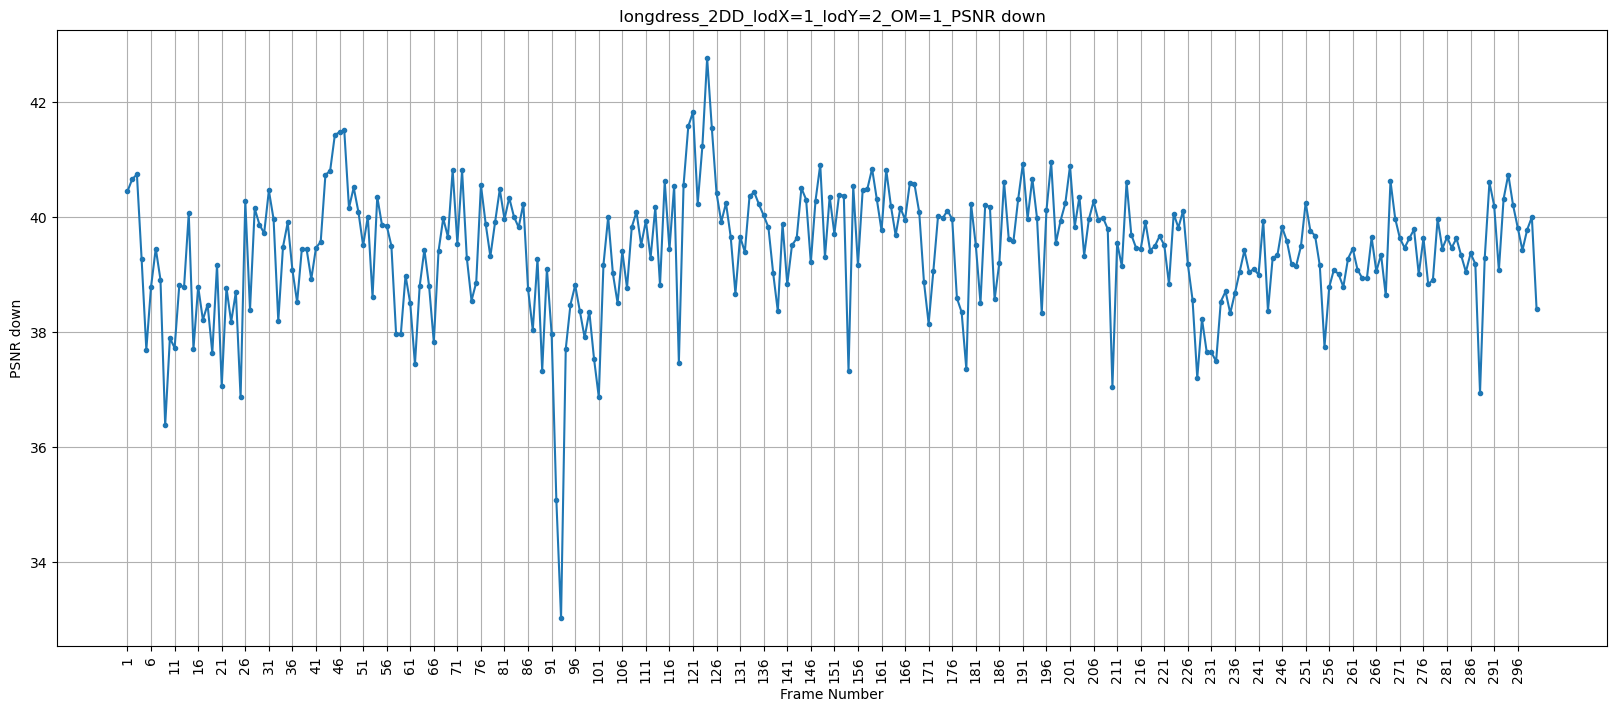 longdress_2DD_lodX=1_lodY=2_OM=1_PSNR down
PSNR down
42
40
38
36
34
1 6 11 16 21 26 31 36 41 46 51 56 61 66 71 76 81 86 91 96 101 106 111 116 121 126 131 136 141 146 151 156 161 166 171 176 181 186 191 196 201 206 211 216 221 226 231 236 241 246 251 256 261 266 271 276 281 286 291 296
Frame Number